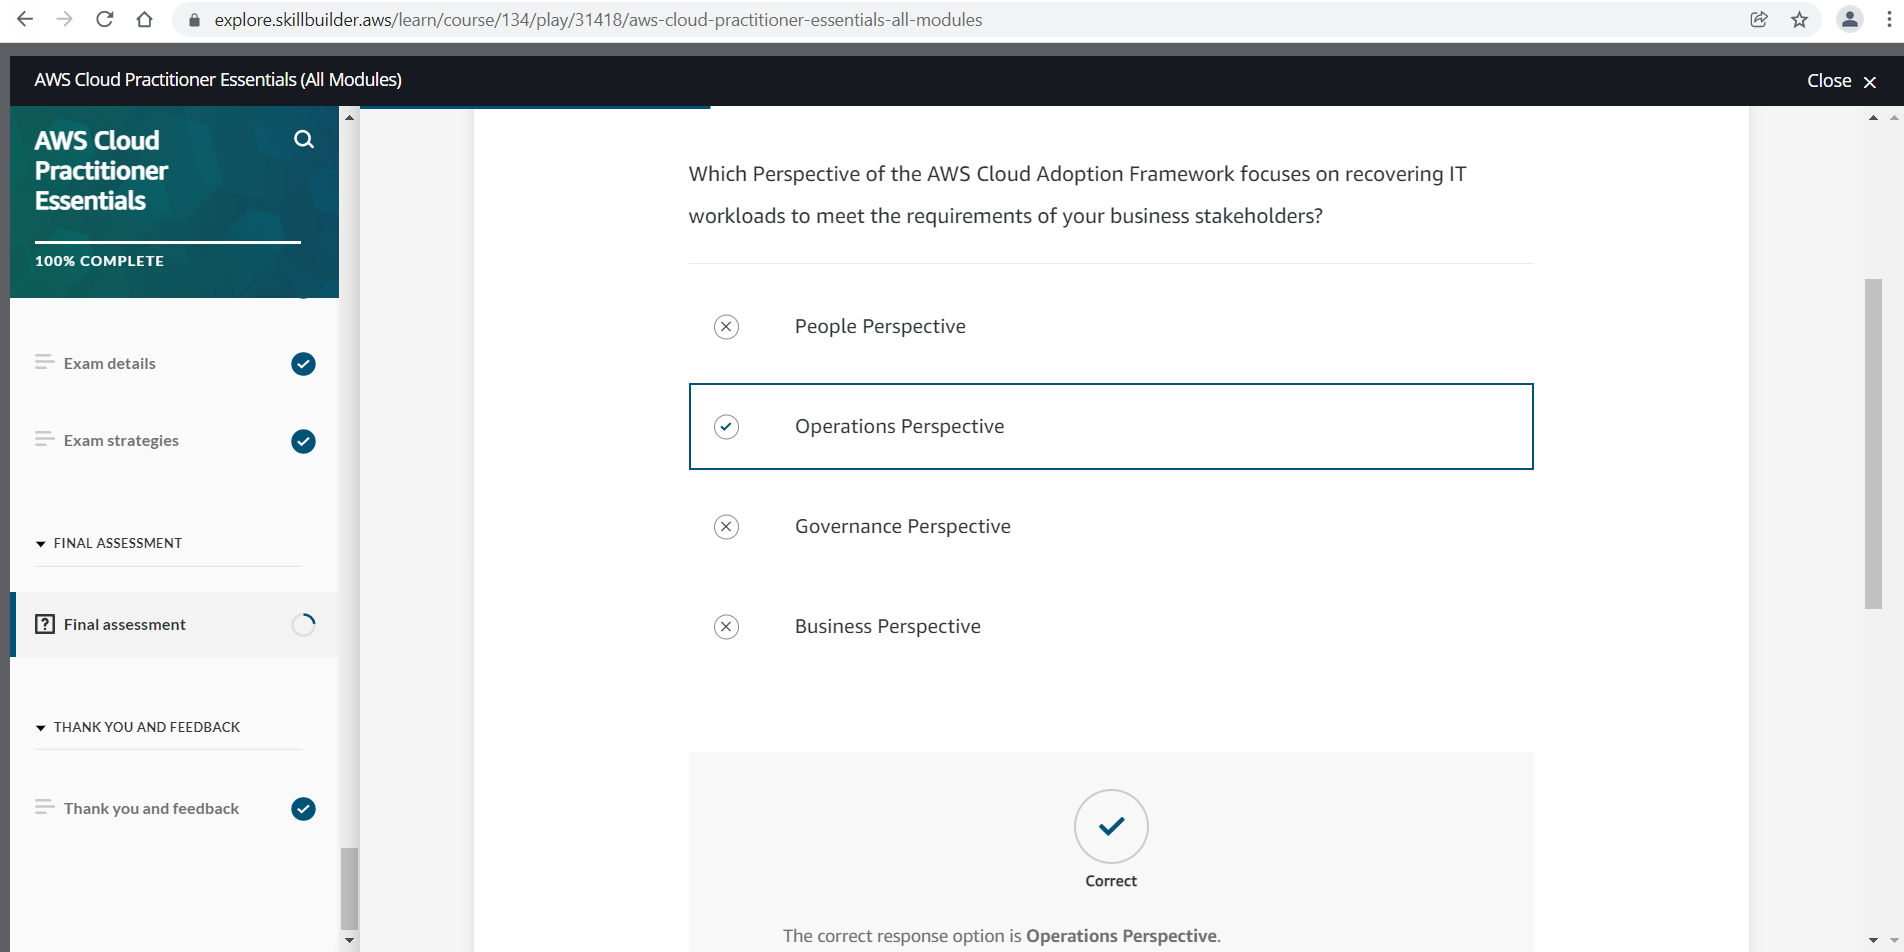 explore.skillbuilder.aws/learn/course/134/play/31418/aws-cloud-practitioner-essentials-all-modules
AWS Cloud Practitioner Essentials (All Modules)
Close
AWS Cloud
Practitioner
Essentials
100% COMPLETE
Exam details
Exam strategies
FINAL ASSESSMENT
Final assessment
THANK YOU AND FEEDBACK
Thank you and feedback
Which Perspective of the AWS Cloud Adoption Framework focuses on recovering IT
workloads to meet the requirements of your business stakeholders?
People Perspective
Operations Perspective
Governance Perspective
Business Perspective
Correct
The correct response option is Operations Perspective.